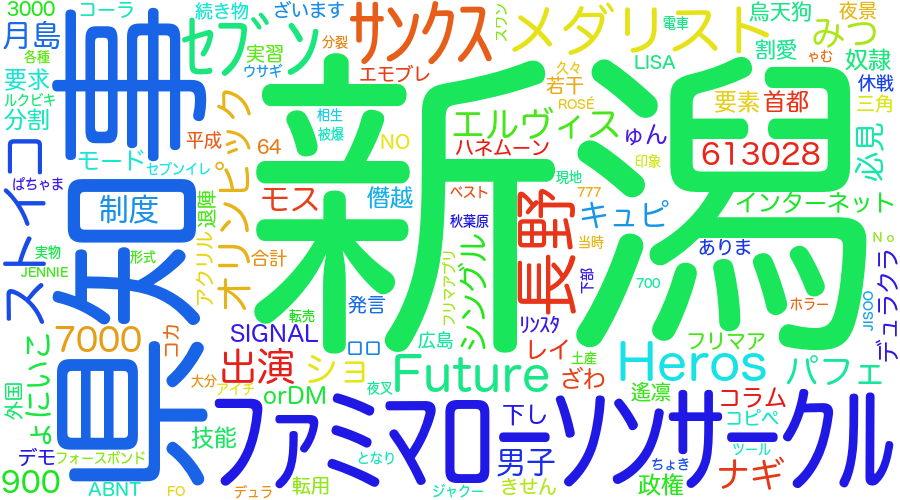 3000
コーラ
続き物
ざいます
サンクス
スワン
メダリスト
電車
烏天狗
夜景
月島
各種
セブン
実習
分裂
みつ
割愛
ゃむ
奴隷
ウサギ
エモブレ
久々
若干
LISA
休戦
要求
県知事
ルクビキ
分割
オリンピック
相生
被爆
エルヴィス
ROSÉ
要素
首都
三角
平成
64
NO
ハネムーン
ゅん
印象
613028
必見
モード
セブンイレ
新潟
ストイコ
ぱちゃま
制度
退陣
モス
僭越
ベスト
現地
777
長野
キュピ
インターネット
秋葉原
当時
ありま
No
実物
JENNIE
形式
アクリル
合計
フリマアプリ
シングル
下部
700
ホラー
デュラクラ
JISOO
転売
発言
7000
コカ
SIGNAL
ロロ
広島
リンスタ
フリマア
レイ
土産
外国
ょにいこ
大分
アイチ
出演
ショ
夜叉
Future
ざわ
Heros
パフェ
orDM
遙凛
コラム
コピペ
ファミマローソンサークル
下し
デモ
フォースボンド
技能
となり
男子
ちょき
ツール
900
ABNT
FO
デュラ
転用
ジャクー
きせん
政権
ナギ